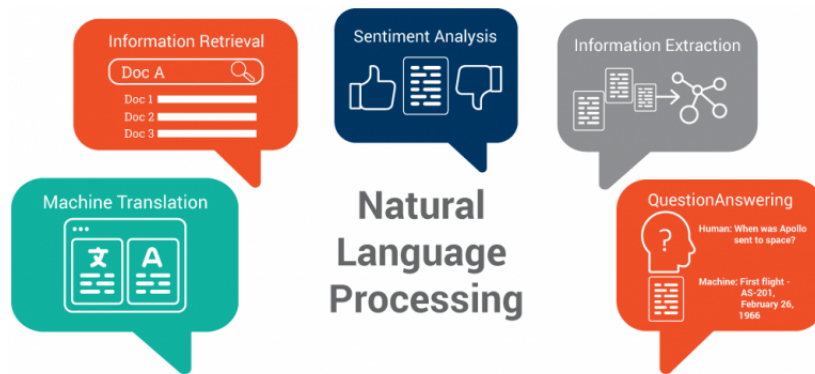 Information Retrieval
Doc A
Doc 1
Doc 2
Doc 3
Sentiment Analysis
Information Extraction
Machine Translation
文 A
Natural
Language
Processing
QuestionAnswering
?
Human: When was Apollo
sent to space?
Machine: First flight -
AS-201,
February 26,
1966